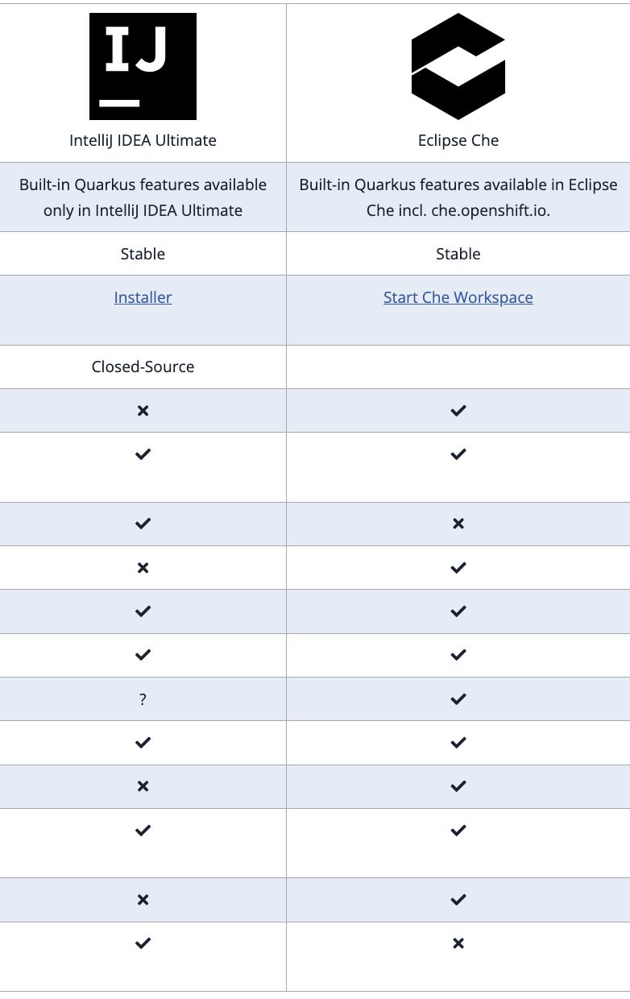 IJ
IntelliJ IDEA Ultimate
Eclipse Che
Built-in Quarkus features available
only in IntelliJ IDEA Ultimate
Built-in Quarkus features available in Eclipse
Che incl. che.openshift.io.
Stable
Stable
Installer
Start Che Workspace
Closed-Source
?